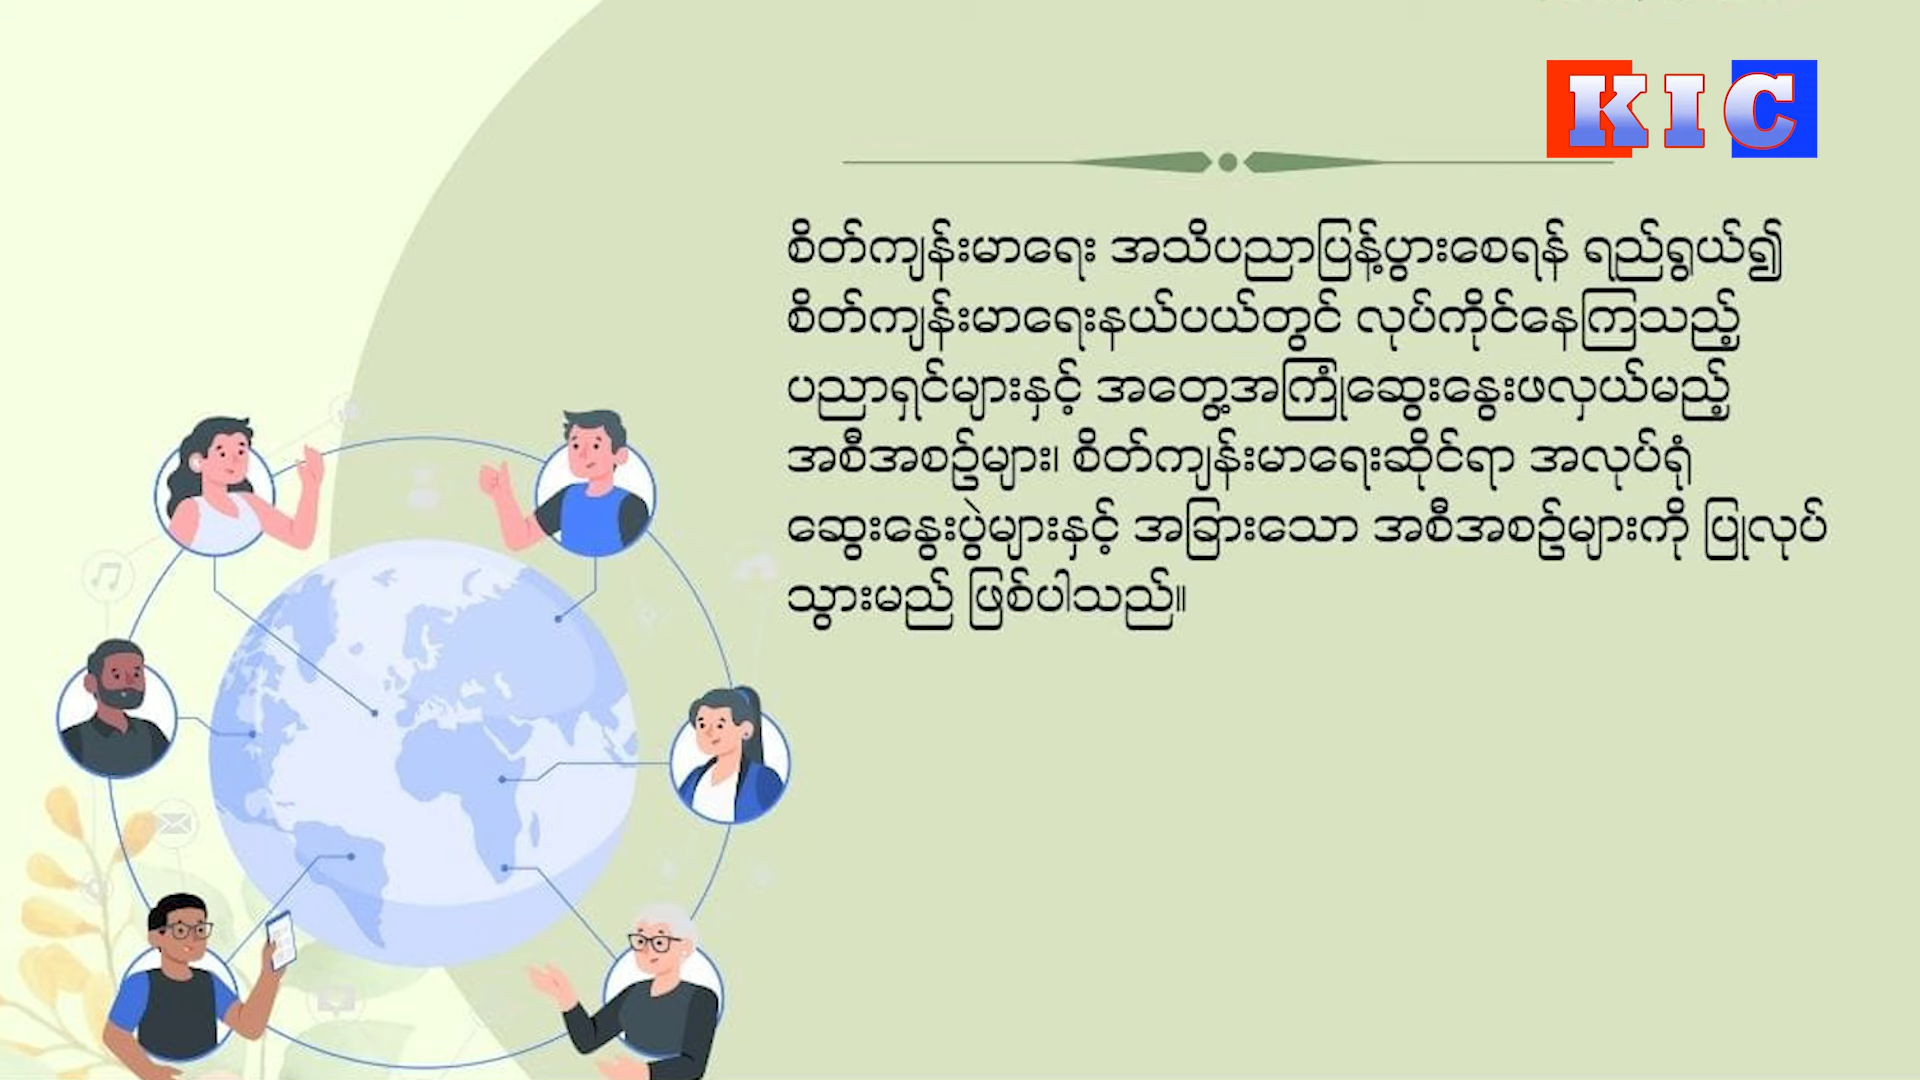 KIC
စိတ်ကျန်းမာရေး အသိပညာပြန့်ပွားစေရန် ရည်ရွယ်၍
စိတ်ကျန်းမာရေးနယ်ပယ်တွင် လုပ်ကိုင်နေကြသည့်
ပညာရှင်များနှင့် အတွေ့အကြုံဆွေးနွေးဖလှယ်မည့်
အစီအစဉ်များ၊ စိတ်ကျန်းမာရေးဆိုင်ရာ အလုပ်ရုံ
ဆွေးနွေးပွဲများနှင့် အခြားသော အစီအစဉ်များကို ပြုလုပ်
သွားမည် ဖြစ်ပါသည်။